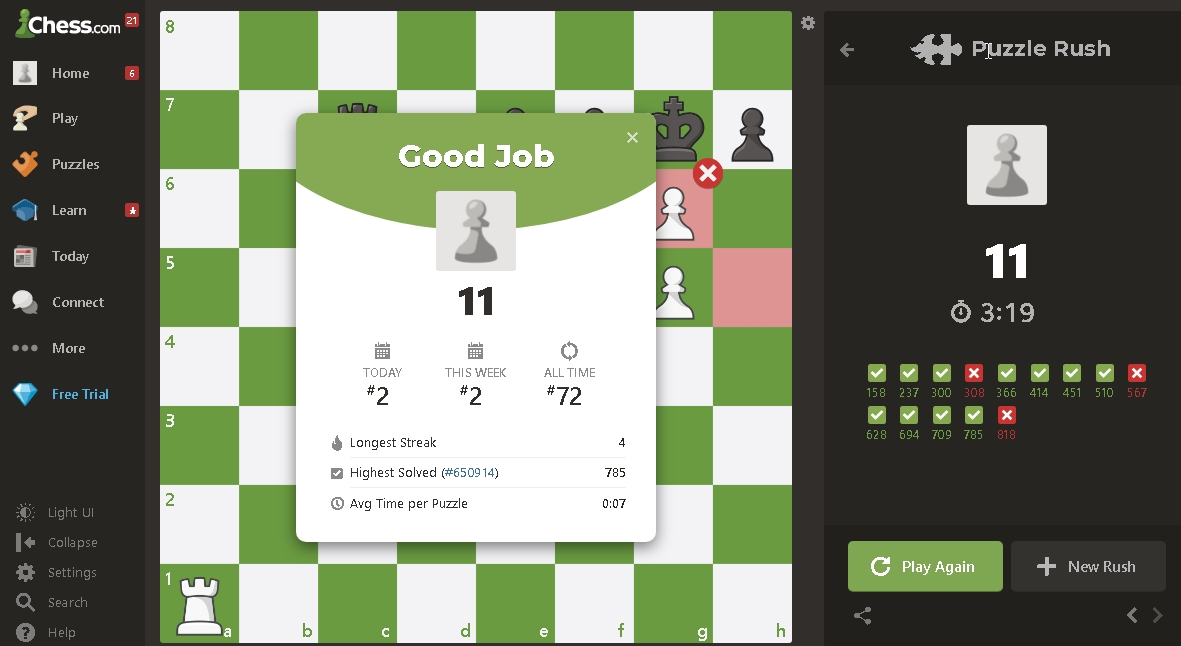 Chess.com 21
Home 6
Play
Puzzles
Learn
Today
Connect
More
Free Trial
Light UI
Collapse
Settings
Search
Help
8
7
6
5
4
3
2
1
a b c d e f g h
Good Job
11
TODAY THIS WEEK ALL TIME
#2 #2 #72
Longest Streak 4
Highest Solved (#650914) 785
Avg Time per Puzzle 0:07
Puzzle Rush
11
3:19
158 237 300 308 366 414 451 510 567
628 694 709 785 818
Play Again New Rush